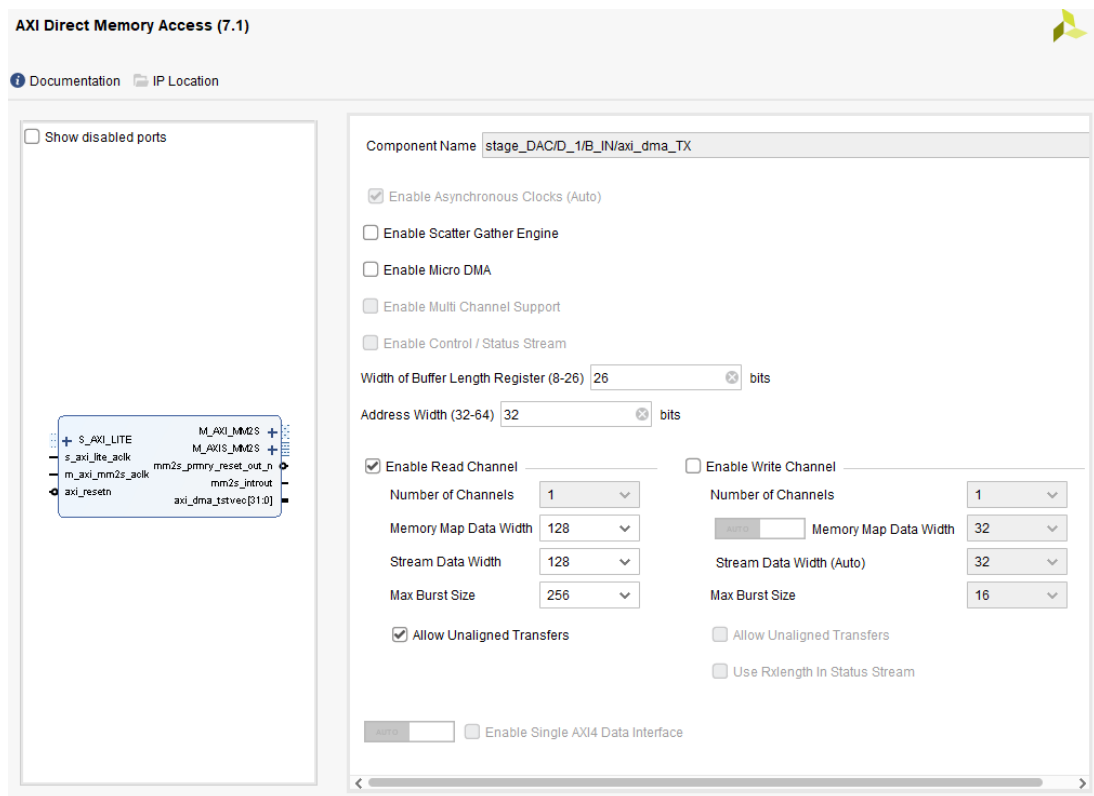 AXI Direct Memory Access (7.1)
Documentation IP Location
Show disabled ports
Component Name stage_DAC/D_1/B_IN/axi_dma_TX
Enable Asynchronous Clocks (Auto)
Enable Scatter Gather Engine
Enable Micro DMA
Enable Multi Channel Support
Enable Control / Status Stream
Width of Buffer Length Register (8-26) 26 bits
Address Width (32-64) 32 bits
S_AXI_LITE
s_axi_lite_aclk
m_axi_mm2s_aclk
axi_resetn
M_AXI_MM2S
M_AXIS_MM2S
mm2s_prmry_reset_out_n
mm2s_introut
axi_dma_tstvec[31:0]
Enable Read Channel
Number of Channels 1
Memory Map Data Width 128
Stream Data Width 128
Max Burst Size 256
Allow Unaligned Transfers
Enable Write Channel
Number of Channels 1
AUTO Memory Map Data Width 32
Stream Data Width (Auto) 32
Max Burst Size 16
Allow Unaligned Transfers
Use Rxlength In Status Stream
AUTO Enable Single AXI4 Data Interface